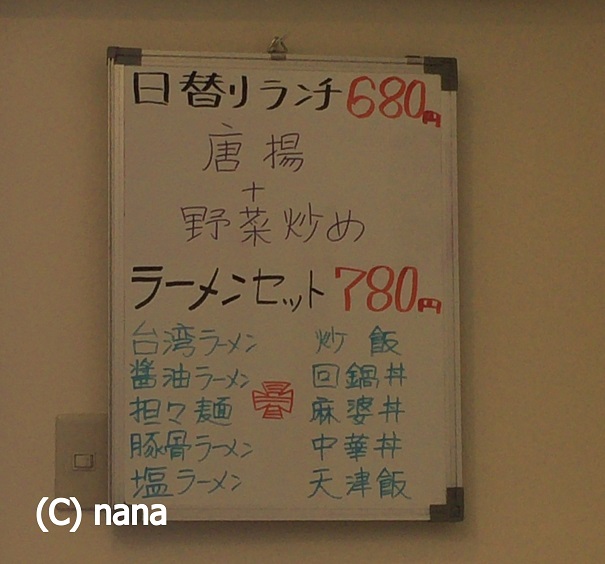 日替りランチ 680円
唐揚
+
野菜炒め
ラーメンセット 780円
台湾ラーメン 炒飯
醤油ラーメン 回鍋丼
担々麺 麻婆丼
豚骨ラーメン 中華丼
塩ラーメン 天津飯
(C) nana